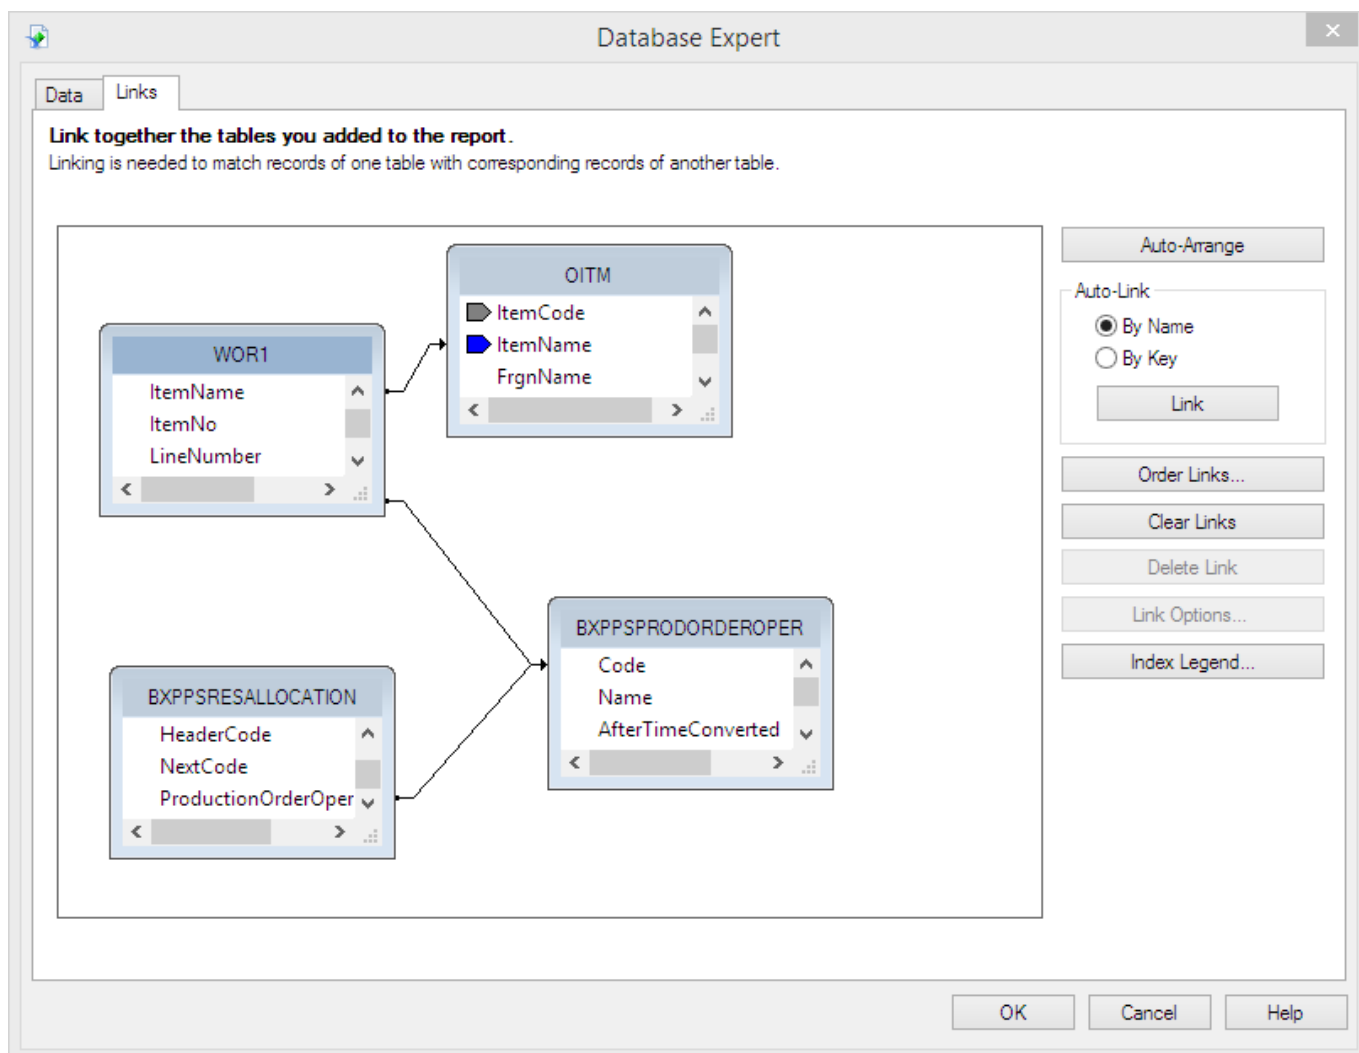 Database Expert
Data
Links
Link together the tables you added to the report.
Linking is needed to match records of one table with corresponding records of another table.
OITM
ItemCode
ItemName
FrgnName
WOR1
ItemName
ItemNo
LineNumber
BXPPSPRODORDEROPER
Code
Name
AfterTimeConverted
BXPPSRESALLOCATION
HeaderCode
NextCode
ProductionOrderOper
Auto-Arrange
Auto-Link
By Name
By Key
Link
Order Links...
Clear Links
Delete Link
Link Options...
Index Legend...
OK
Cancel
Help